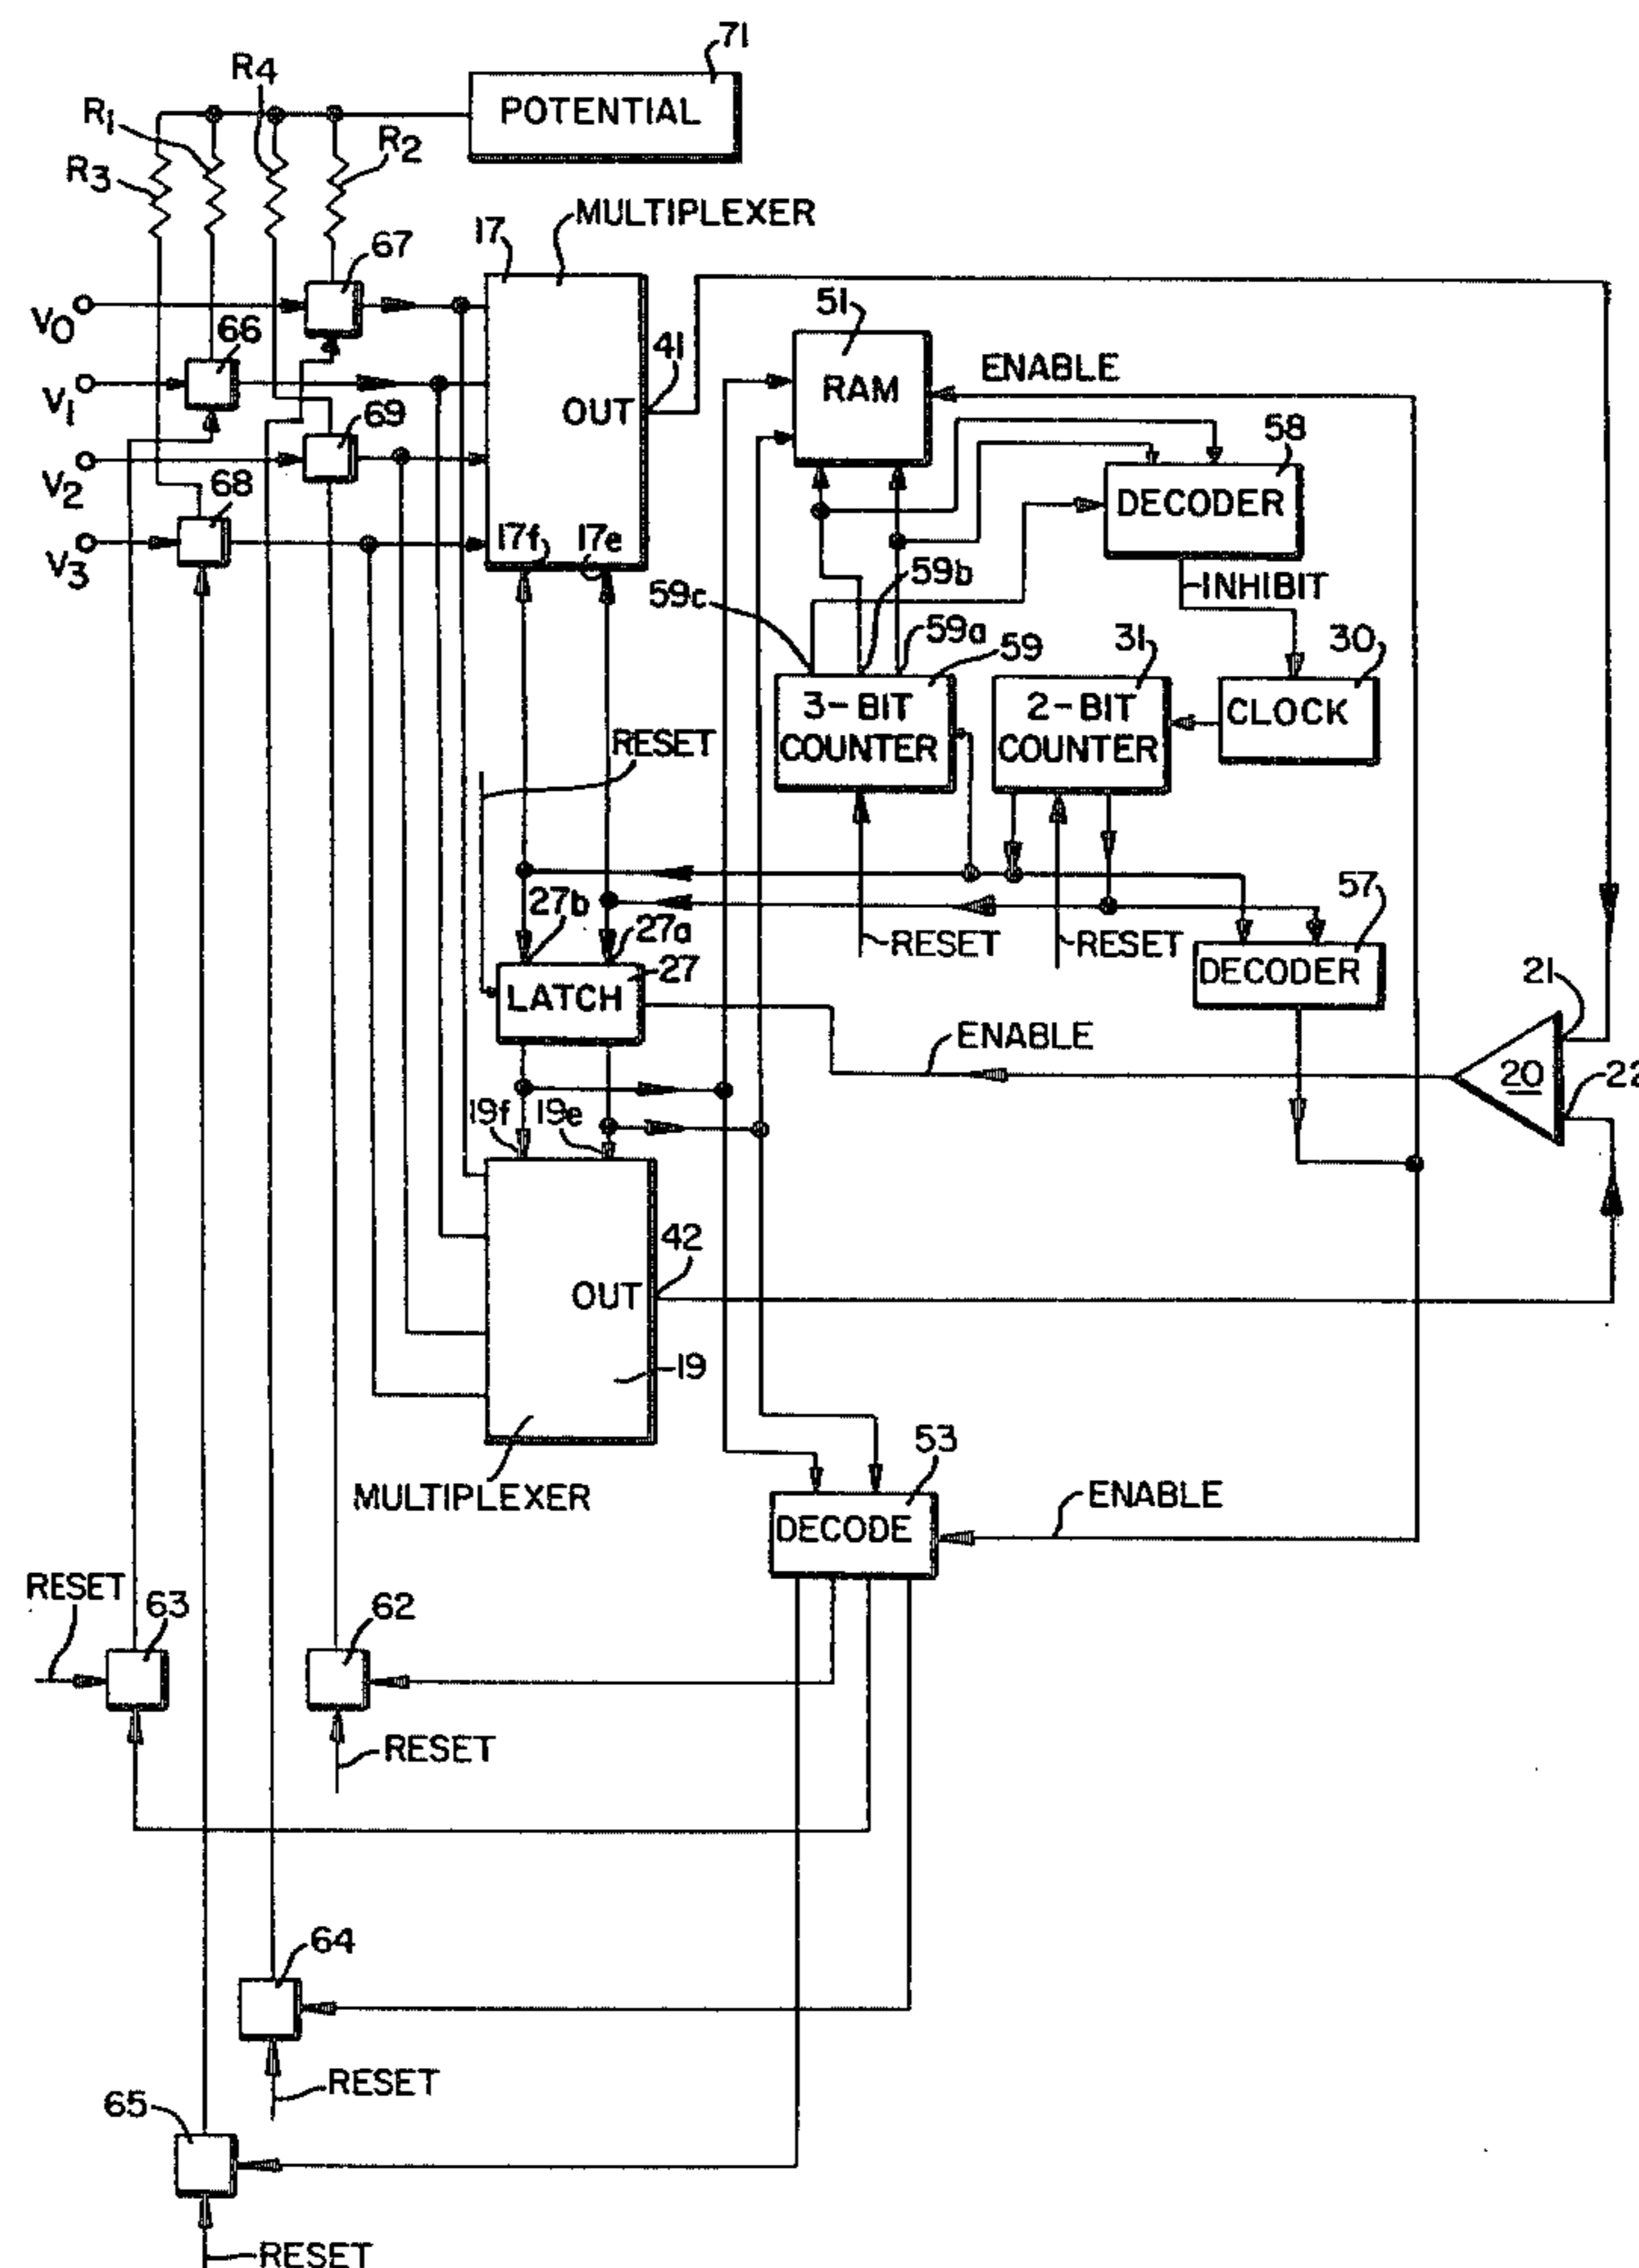 71
R4
POTENTIAL
R1
R2
R3
17
MULTIPLEXER
67
V0
66
51
41
ENABLE
RAM
V1
OUT
69
58
V2
68
DECODER
V3
17f
17e
59b
INHIBIT
59c
59a
59
31
30
3-BIT
COUNTER
2-BIT
COUNTER
CLOCK
RESET
27b
27a
RESET
RESET
57
27
DECODER
21
LATCH
ENABLE
20
22
19f
19e
42
OUT
19
MULTIPLEXER
53
DECODE
ENABLE
RESET
63
62
RESET
64
RESET
65
RESET